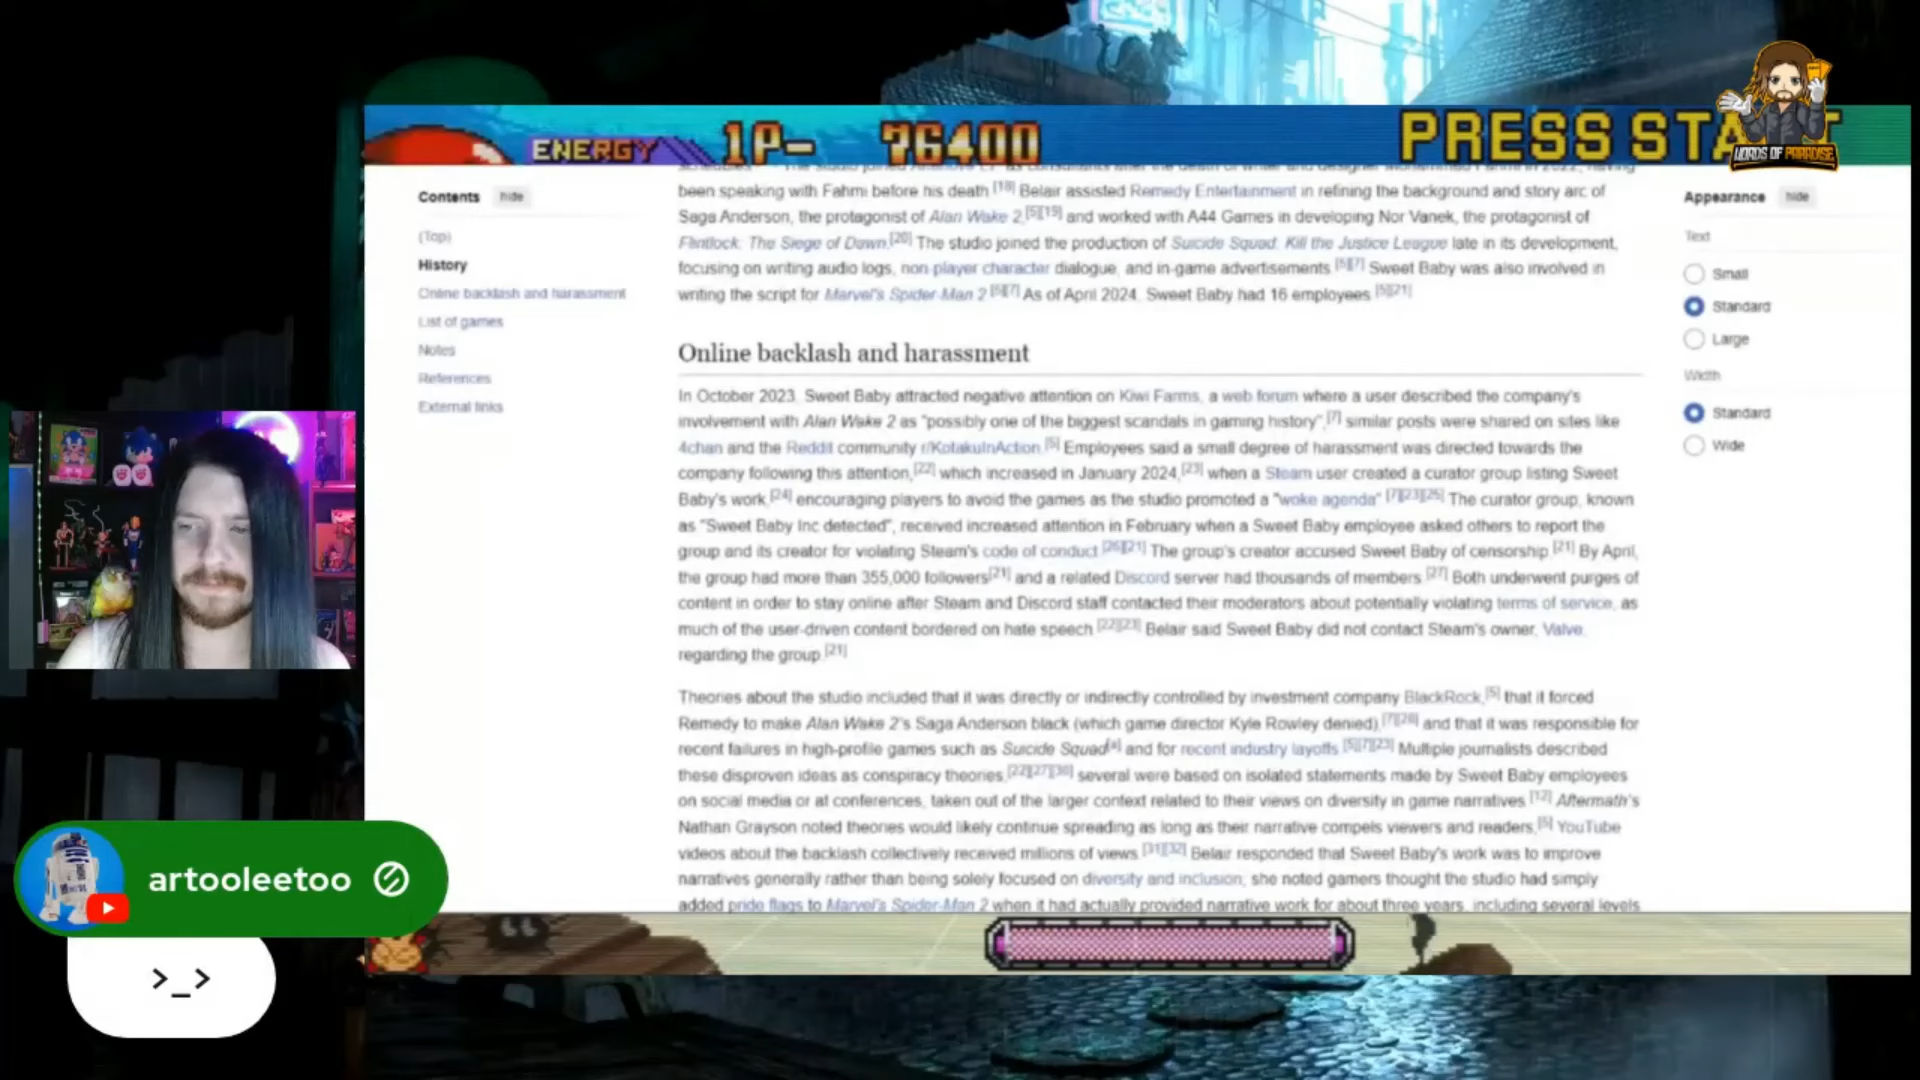 ENERGY 1P- 76400
PRESS STA
WORDS OF PARADISE
Contents hide
(Top)
History
Online backlash and harassment
List of games
Notes
References
External links
been speaking with Fahmi before his death [18] Belair assisted Remedy Entertainment in refining the background and story arc of
Saga Anderson, the protagonist of Alan Wake 2,[5][19] and worked with A44 Games in developing Nor Vanek, the protagonist of
Flintlock: The Siege of Dawn.[20] The studio joined the production of Suicide Squad: Kill the Justice League late in its development,
focusing on writing audio logs, non player character dialogue, and in-game advertisements [5][7] Sweet Baby was also involved in
writing the script for Marvel's Spider-Man 2 [5][7] As of April 2024, Sweet Baby had 16 employees [5][21]
Online backlash and harassment
In October 2023, Sweet Baby attracted negative attention on Kiwi Farms, a web forum where a user described the company's
involvement with Alan Wake 2 as "possibly one of the biggest scandals in gaming history",[7] similar posts were shared on sites like
4chan and the Reddit community r/KotakuInAction.[5] Employees said a small degree of harassment was directed towards the
company following this attention,[22] which increased in January 2024,[23] when a Steam user created a curator group listing Sweet
Baby's work,[24] encouraging players to avoid the games as the studio promoted a "woke agenda" [7][23][25] The curator group, known
as "Sweet Baby Inc detected", received increased attention in February when a Sweet Baby employee asked others to report the
group and its creator for violating Steam's code of conduct.[26][21] The group's creator accused Sweet Baby of censorship.[21] By April,
the group had more than 355,000 followers[21] and a related Discord server had thousands of members.[27] Both underwent purges of
content in order to stay online after Steam and Discord staff contacted their moderators about potentially violating terms of service, as
much of the user-driven content bordered on hate speech [22][23] Belair said Sweet Baby did not contact Steam's owner, Valve,
regarding the group [21]
Theories about the studio included that it was directly or indirectly controlled by investment company BlackRock,[5] that it forced
Remedy to make Alan Wake 2's Saga Anderson black (which game director Kyle Rowley denied),[7][28] and that it was responsible for
recent failures in high-profile games such as Suicide Squad[a] and for recent industry layoffs.[5][7][23] Multiple journalists described
these disproven ideas as conspiracy theories,[22][27][30] several were based on isolated statements made by Sweet Baby employees
on social media or at conferences, taken out of the larger context related to their views on diversity in game narratives.[12] Aftermath's
Nathan Grayson noted theories would likely continue spreading as long as their narrative compels viewers and readers,[5] YouTube
videos about the backlash collectively received millions of views.[31][32] Belair responded that Sweet Baby's work was to improve
narratives generally rather than being solely focused on diversity and inclusion; she noted gamers thought the studio had simply
added pride flags to Marvel's Spider-Man 2 when it had actually provided narrative work for about three years, including several levels
Appearance hide
Text
Small
Standard
Large
Width
Standard
Wide
artooleetoo
>_>